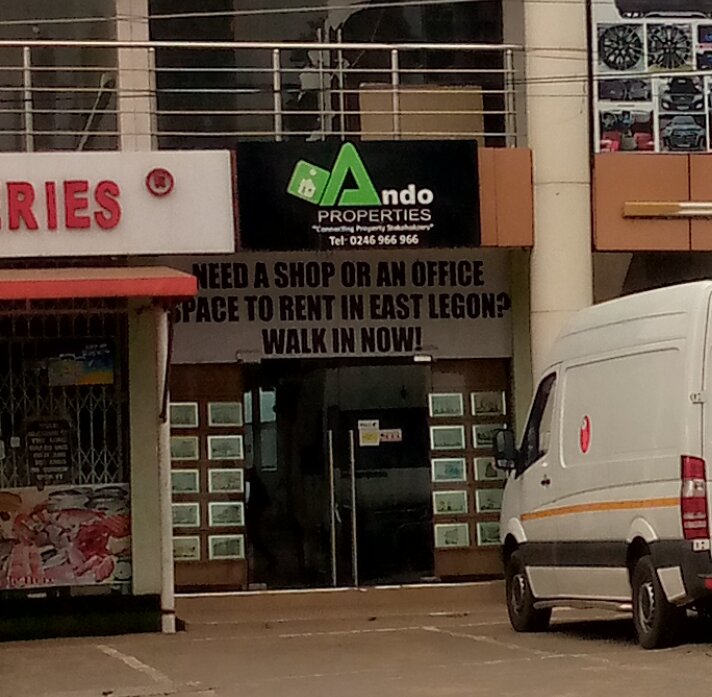 RIES
Ando
PROPERTIES
"Connecting Property Stakeholders"
Tel- 0246 966 966
NEED A SHOP OR AN OFFICE
SPACE TO RENT IN EAST LEGON?
WALK IN NOW!